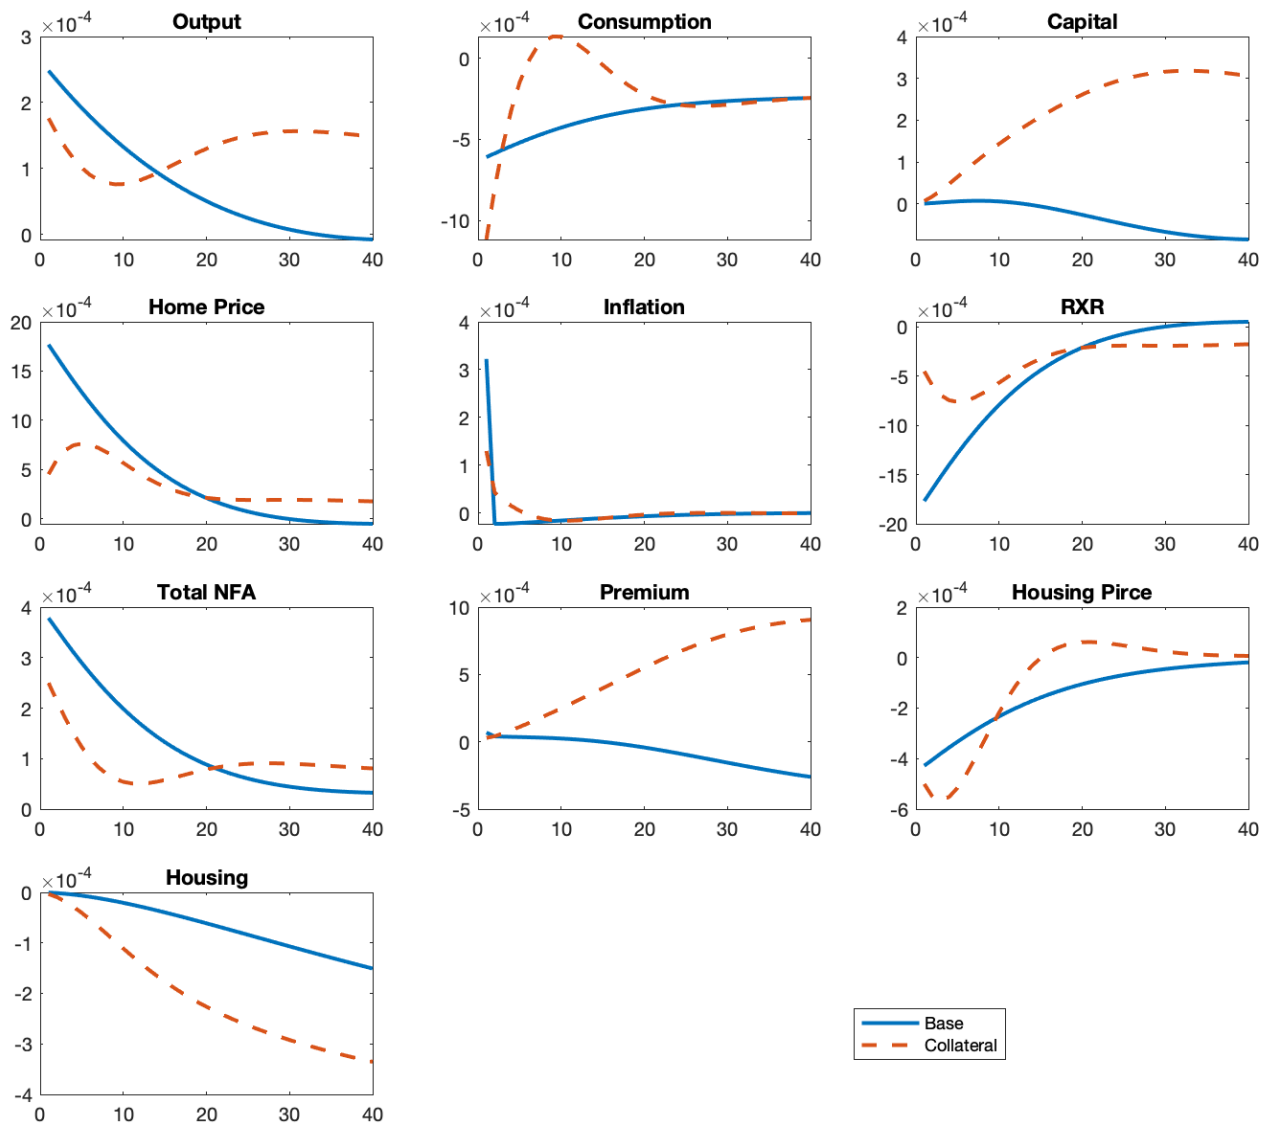 ×10-4 Output
3
2
1
0
0 10 20 30 40
×10-4 Consumption
0
-5
-10
0 10 20 30 40
×10-4 Capital
4
3
2
1
0
0 10 20 30 40
×10-4 Home Price
20
15
10
5
0
0 10 20 30 40
×10-4 Inflation
4
3
2
1
0
0 10 20 30 40
×10-4 RXR
0
-5
-10
-15
-20
0 10 20 30 40
×10-4 Total NFA
4
3
2
1
0
0 10 20 30 40
×10-4 Premium
10
5
0
-5
0 10 20 30 40
×10-4 Housing Pirce
2
0
-2
-4
-6
0 10 20 30 40
×10-4 Housing
0
-1
-2
-3
-4
0 10 20 30 40
Base
Collateral